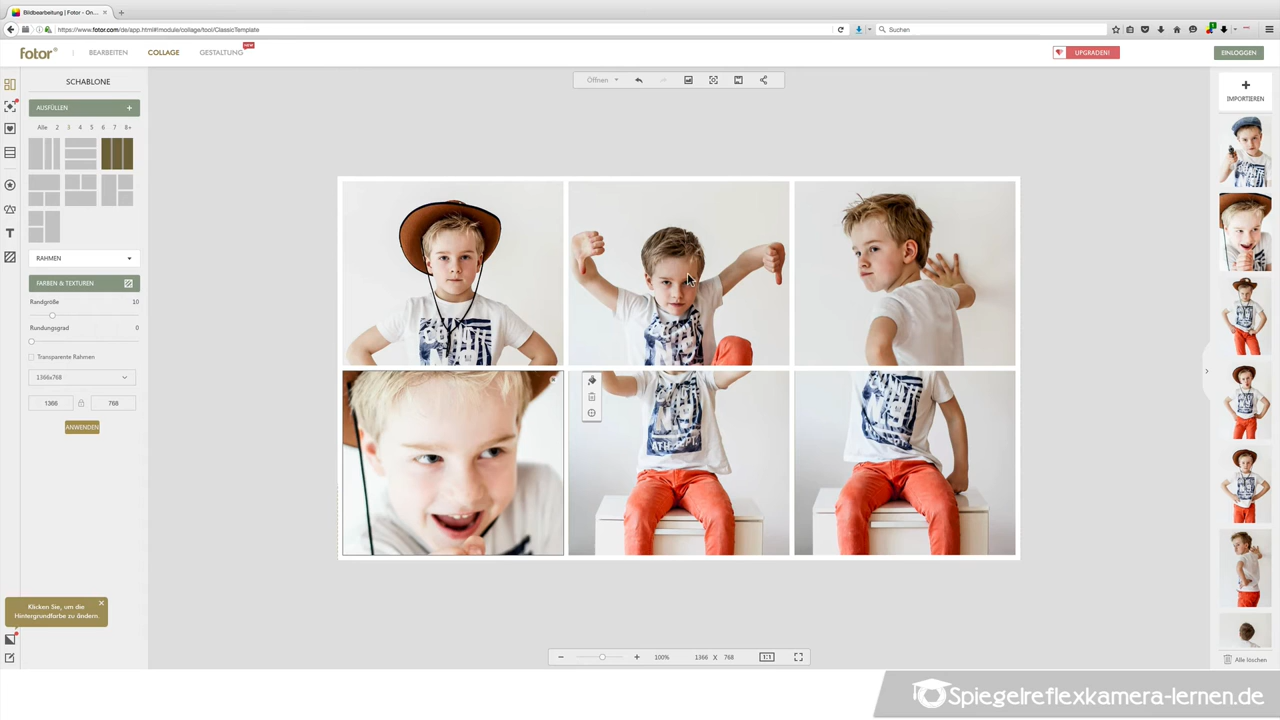 Bildbearbeitung | Fotor - On...
https://www.fotor.com/de/app.html#module/collage/tool/ClassicTemplate
Suchen
fotor
BEARBEITEN
COLLAGE
GESTALTUNG
NEW
UPGRADEN!
EINLOGGEN
SCHABLONE
Öffnen
AUSFÜLLEN
Alle 2 3 4 5 6 7 8+
IMPORTIEREN
RAHMEN
FARBEN & TEXTUREN
Randgröße 10
Rundungsgrad 0
Transparente Rahmen
1366x768
1366 768
ANWENDEN
ATH. DEPT.
Klicken Sie, um die
Hintergrundfarbe zu ändern.
100% 1366 X 768 1:1
Alle löschen
Spiegelreflexkamera-lernen.de